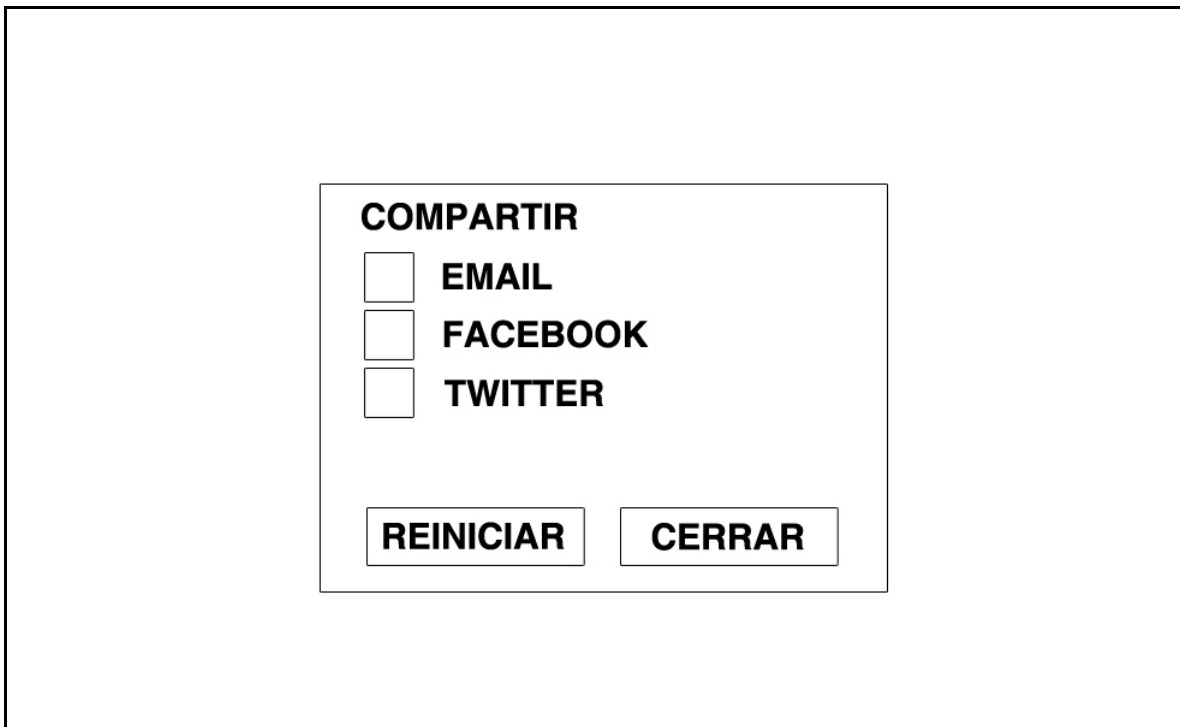 COMPARTIR
EMAIL
FACEBOOK
TWITTER
REINICIAR CERRAR